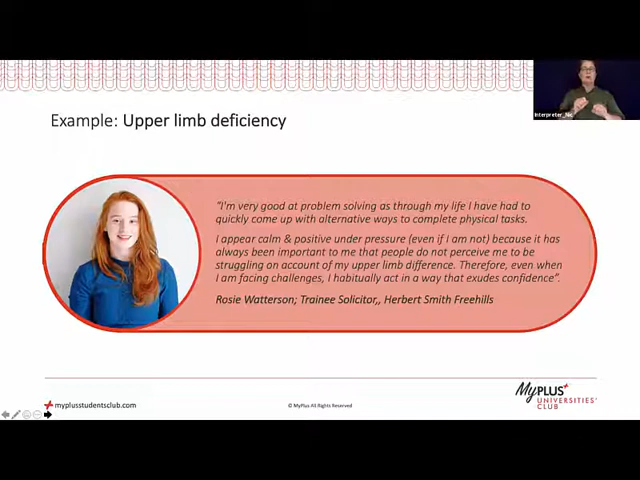 Interpreter_Nic
Example: Upper limb deficiency
"I'm very good at problem solving as through my life I have had to
quickly come up with alternative ways to complete physical tasks.
I appear calm & positive under pressure (even if I am not) because it has
always been important to me that people do not perceive me to be
struggling on account of my upper limb difference. Therefore, even when
I am facing challenges, I habitually act in a way that exudes confidence".
Rosie Watterson; Trainee Solicitor,, Herbert Smith Freehills
myplusstudentsclub.com
© MyPlus All Rights Reserved
MyPLUS+
UNIVERSITIES'
CLUB